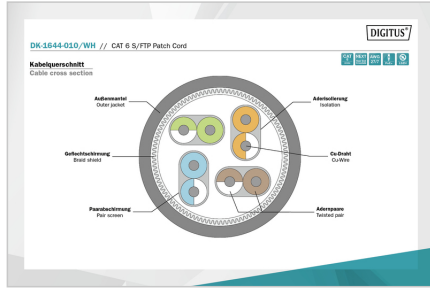 DIGITUS®
DK-1644-010/WH // CAT 6 S/FTP Patch Cord
Kabelquerschnitt
Cable cross section
Außenmantel
Outer jacket
Aderisolierung
Isolation
Geflechtschirmung
Braid shield
Cu-Draht
Cu-Wire
Paarabschirmung
Pair screen
Adernpaare
Twisted pair